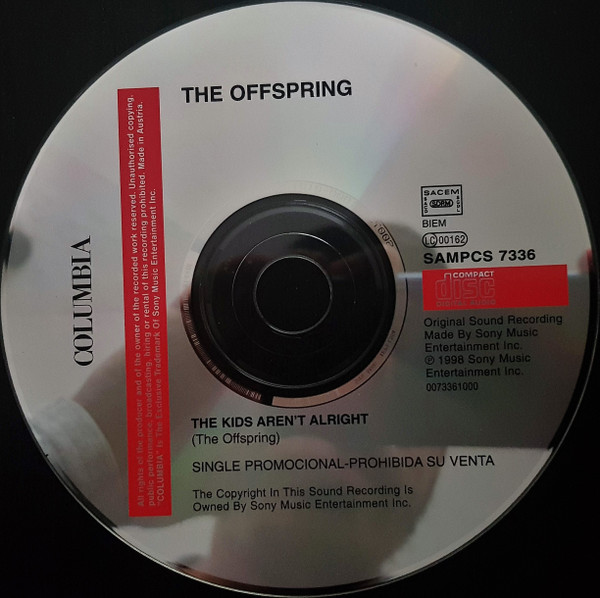 THE OFFSPRING
COLUMBIA
All rights of the producer and of the owner of the recorded work reserved. Unauthorised copying,
public performance, broadcasting, hiring or rental of this recording prohibited. Made in Austria.
"COLUMBIA" Is The Exclusive Trademark Of Sony Music Entertainment Inc.
SACEM
BIEM
LC 00162
SAMPCS 7336
COMPACT
disc
DIGITAL AUDIO
Original Sound Recording
Made By Sony Music
Entertainment Inc.
℗ 1998 Sony Music
Entertainment Inc.
0073361000
THE KIDS AREN'T ALRIGHT
(The Offspring)
SINGLE PROMOCIONAL-PROHIBIDA SU VENTA
The Copyright In This Sound Recording Is
Owned By Sony Music Entertainment Inc.